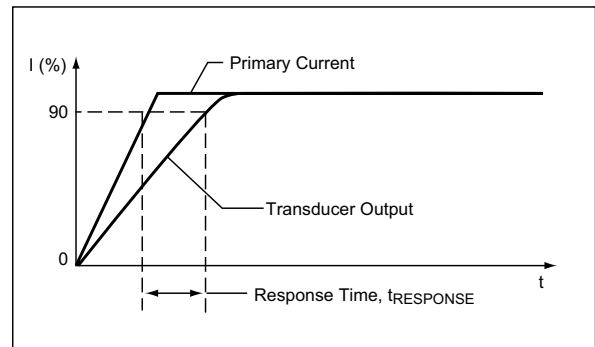 I (%)
Primary Current
90
Transducer Output
0
t
Response Time, tRESPONSE